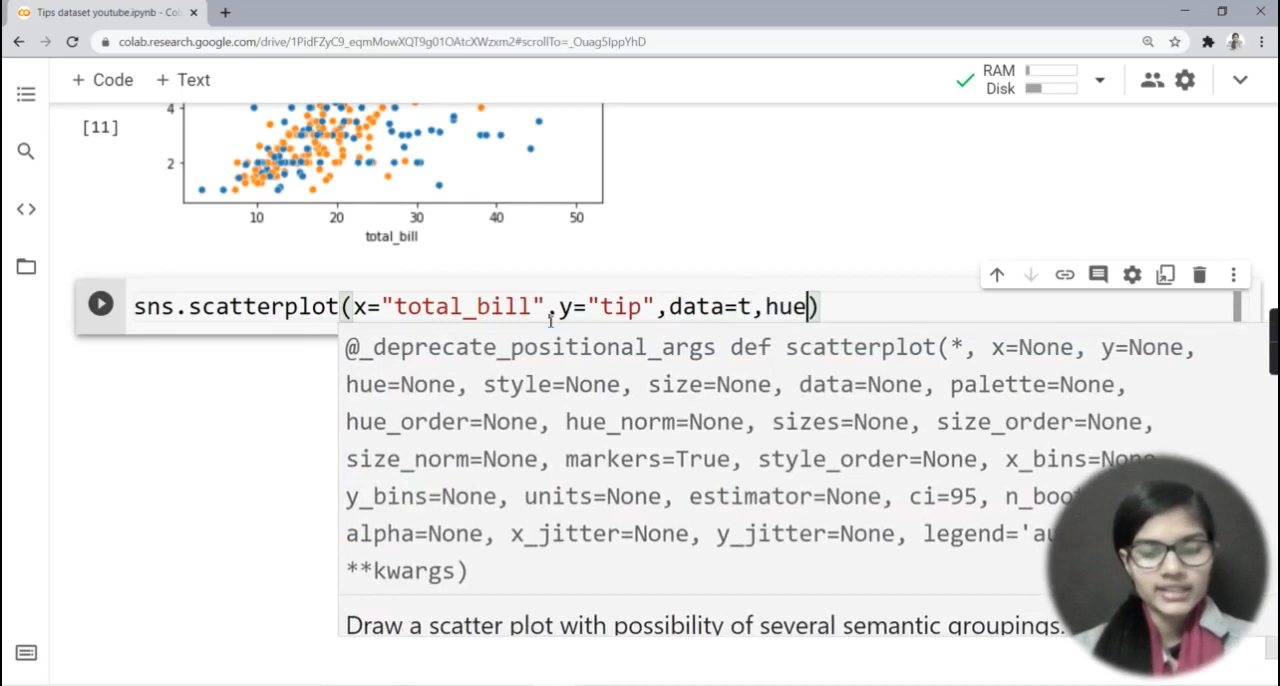 Tips dataset youtube.ipynb - Col
colab.research.google.com/drive/1PidFZyC9_eqmMowXQT9g01OAtcXWzxm2#scrollTo=_Ouag5IppYhD
+ Code + Text
RAM
Disk
4
[11]
2
10 20 30 40 50
total_bill
sns.scatterplot(x="total_bill",y="tip",data=t,hue)
@_deprecate_positional_args def scatterplot(*, x=None, y=None,
hue=None, style=None, size=None, data=None, palette=None,
hue_order=None, hue_norm=None, sizes=None, size_order=None,
size_norm=None, markers=True, style_order=None, x_bins=None,
y_bins=None, units=None, estimator=None, ci=95,
alpha=None, x_jitter=None, y_jitter=None,
**kwargs)
Draw a scatter plot with possibility of several semantic groupings.